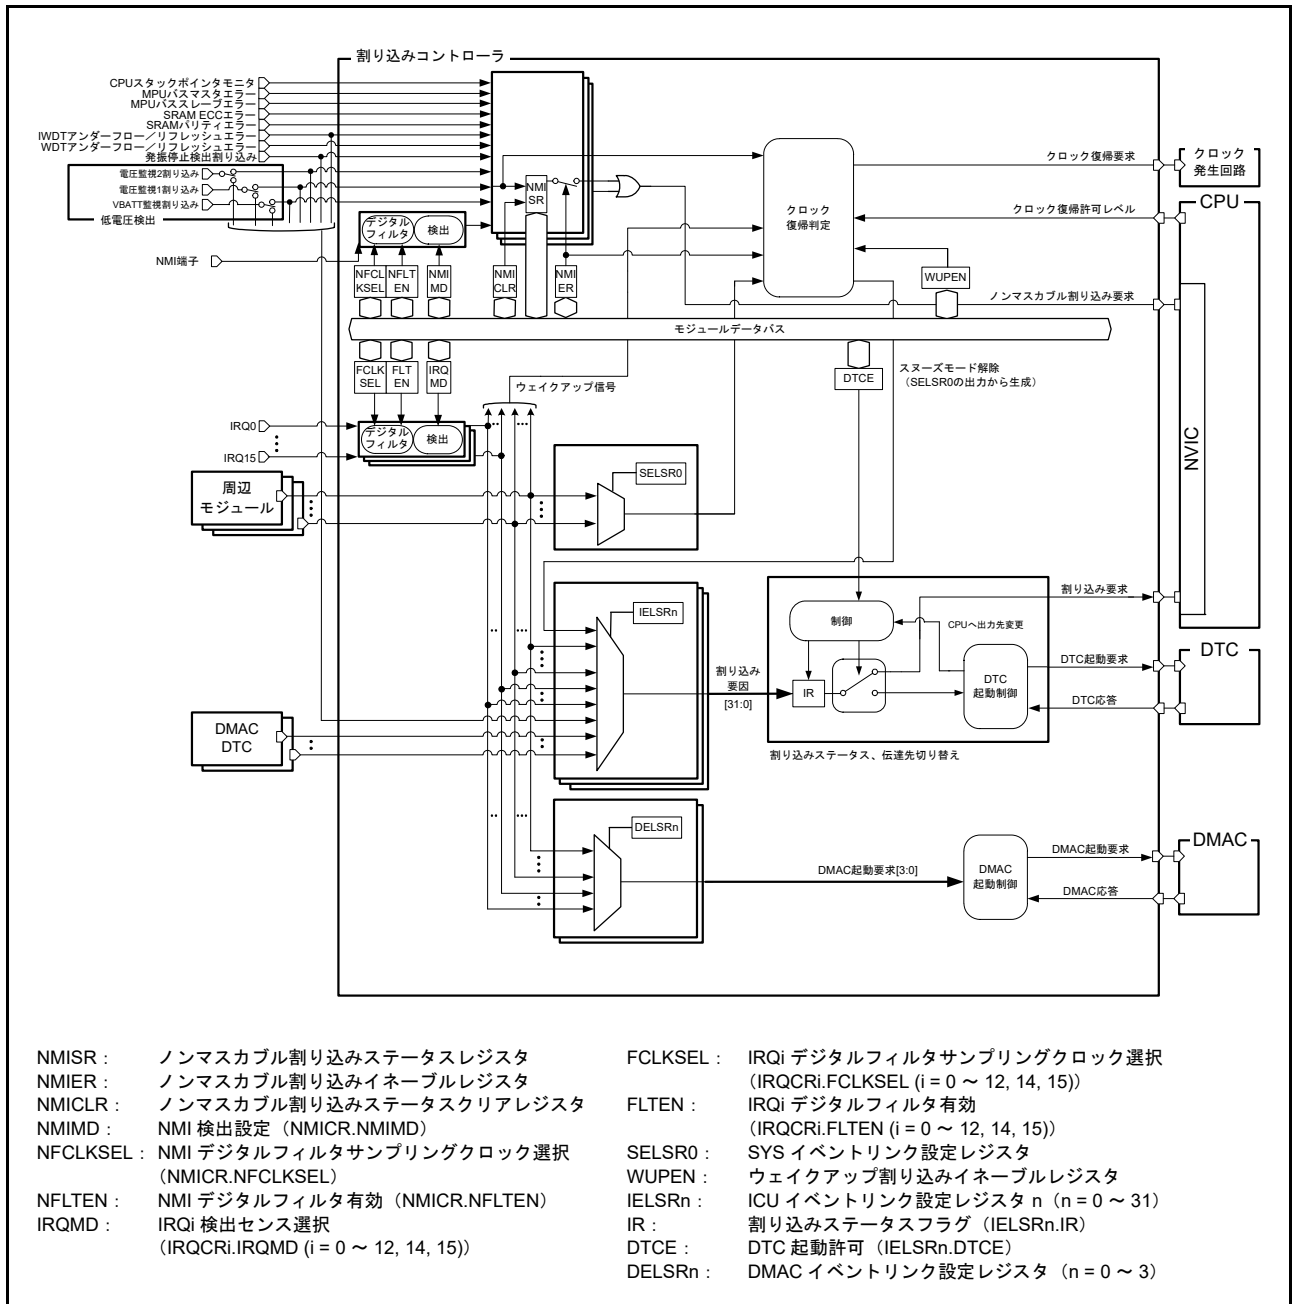 割り込みコントローラ
CPUスタックポインタモニタ
MPUバスマスタエラー
MPUバススレーブエラー
SRAM ECCエラー
SRAMパリティエラー
IWDTアンダーフロー／リフレッシュエラー
WDTアンダーフロー／リフレッシュエラー
発振停止検出割り込み
電圧監視2割り込み
電圧監視1割り込み
VBATT監視割り込み
低電圧検出
NMI端子
デジタル
フィルタ
検出
NFCL
KSEL
NFLT
EN
NMI
MD
NMI
CLR
NMI
SR
NMI
ER
クロック
復帰判定
WUPEN
クロック復帰要求
クロック
発生回路
クロック復帰許可レベル
CPU
ノンマスカブル割り込み要求
NVIC
モジュールデータバス
FCLK
SEL
FLT
EN
IRQ
MD
ウェイクアップ信号
DTCE
スヌーズモード解除
（SELSR0の出力から生成）
IRQ0
IRQ15
デジタル
フィルタ
検出
周辺
モジュール
SELSR0
IELSRn
割り込み
要因
[31:0]
制御
CPUへ出力先変更
IR
DTC
起動制御
割り込み要求
DTC起動要求
DTC応答
DTC
割り込みステータス、伝達先切り替え
DMAC
DTC
DELSRn
DMAC起動要求[3:0]
DMAC
起動制御
DMAC起動要求
DMAC応答
DMAC
NMISR： ノンマスカブル割り込みステータスレジスタ
NMIER： ノンマスカブル割り込みイネーブルレジスタ
NMICLR： ノンマスカブル割り込みステータスクリアレジスタ
NMIMD： NMI 検出設定（NMICR.NMIMD）
NFCLKSEL： NMI デジタルフィルタサンプリングクロック選択
（NMICR.NFCLKSEL）
NFLTEN： NMI デジタルフィルタ有効（NMICR.NFLTEN）
IRQMD： IRQi 検出センス選択
（IRQCRi.IRQMD (i = 0 ～ 12, 14, 15)）
FCLKSEL： IRQi デジタルフィルタサンプリングクロック選択
（IRQCRi.FCLKSEL (i = 0 ～ 12, 14, 15)）
FLTEN： IRQi デジタルフィルタ有効
（IRQCRi.FLTEN (i = 0 ～ 12, 14, 15)）
SELSR0： SYS イベントリンク設定レジスタ
WUPEN： ウェイクアップ割り込みイネーブルレジスタ
IELSRn： ICU イベントリンク設定レジスタ n（n = 0 ～ 31）
IR： 割り込みステータスフラグ（IELSRn.IR）
DTCE： DTC 起動許可（IELSRn.DTCE）
DELSRn： DMAC イベントリンク設定レジスタ（n = 0 ～ 3）